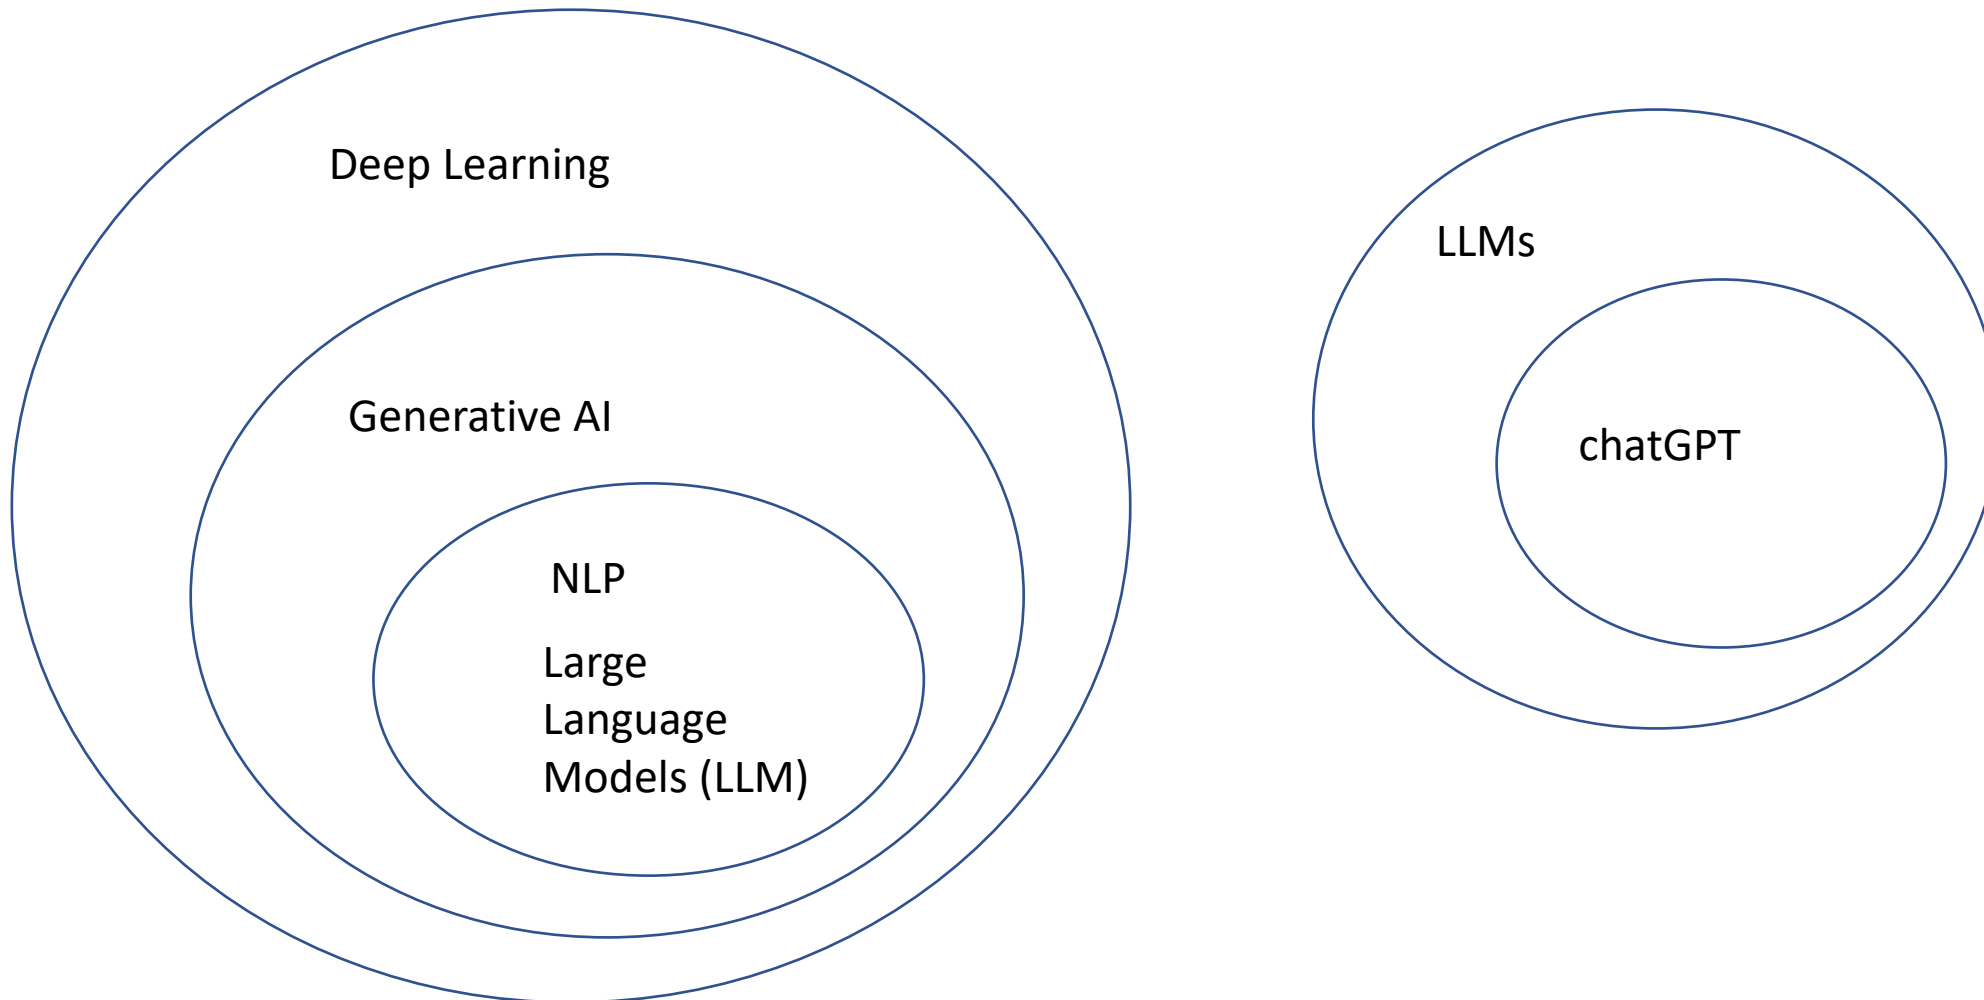 Deep Learning
Generative AI
NLP
Large
Language
Models (LLM)
LLMs
chatGPT